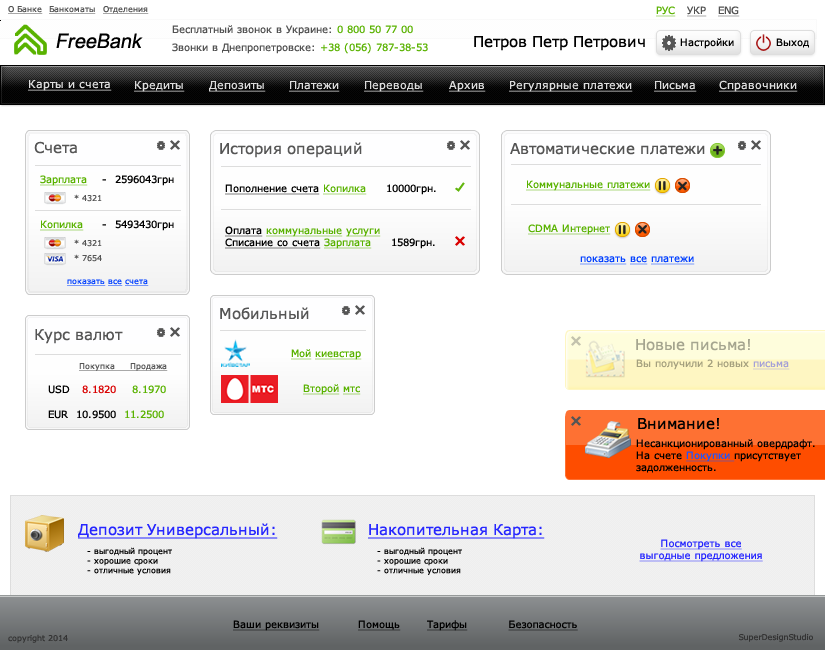 О Банке Банкоматы Отделения
РУС УКР ENG
FreeBank
Бесплатный звонок в Украине: 0 800 50 77 00
Звонки в Днепропетровске: +38 (056) 787-38-53
Петров Петр Петрович
Настройки
Выход
Карты и счета Кредиты Депозиты Платежи Переводы Архив Регулярные платежи Письма Справочники
Счета
Зарплата - 2596043грн
* 4321
Копилка - 5493430грн
* 4321
VISA * 7654
показать все счета
История операций
Пополнение счета Копилка 10000грн.
Оплата коммунальные услуги
Списание со счета Зарплата 1589грн.
Автоматические платежи
Коммунальные платежи
CDMA Интернет
показать все платежи
Курс валют
Покупка Продажа
USD 8.1820 8.1970
EUR 10.9500 11.2500
Мобильный
КИЇВСТАР
Мой киевстар
МТС
Второй мтс
Новые письма!
Вы получили 2 новых письма
Внимание!
Несанкционированный овердрафт.
На счете Покупки присутствует
задолженность.
Депозит Универсальный:
- выгодный процент
- хорошие сроки
- отличные условия
Накопительная Карта:
- выгодный процент
- хорошие сроки
- отличные условия
Посмотреть все
выгодные предложения
Ваши реквизиты Помощь Тарифы Безопасность
copyright 2014
SuperDesignStudio